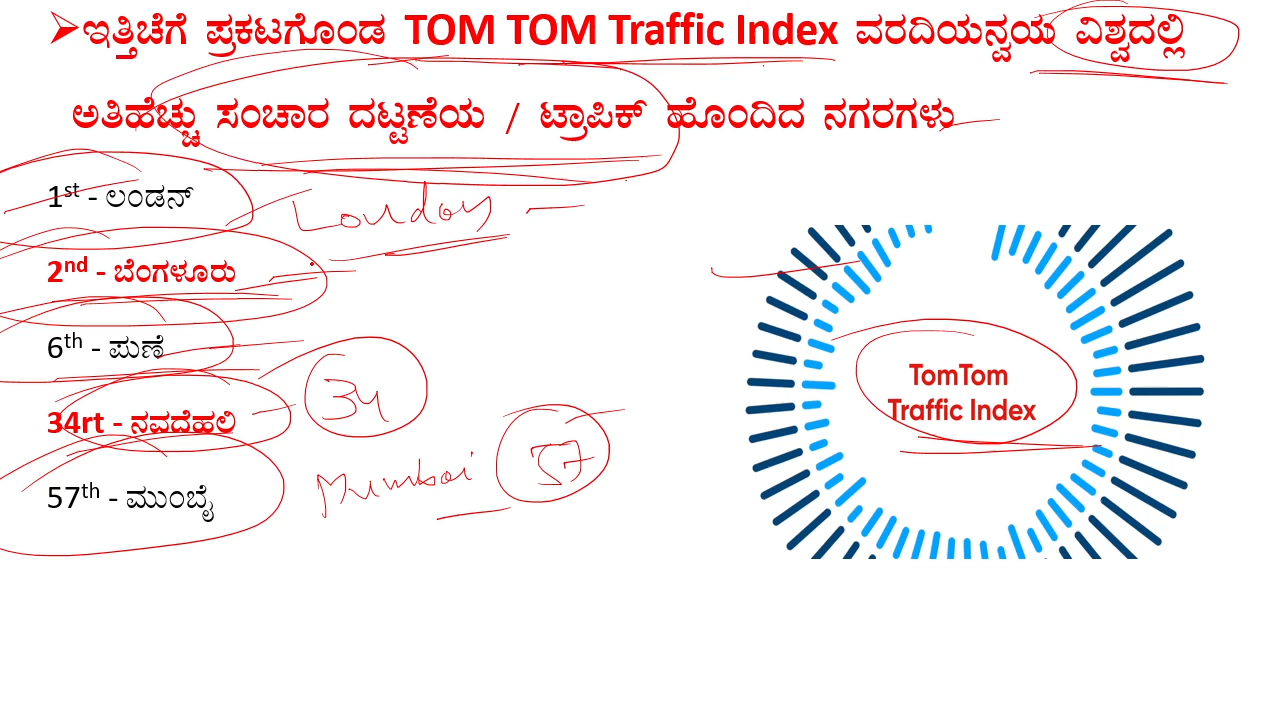 ➢ಇತ್ತಿಚೆಗೆ ಪ್ರಕಟಗೊಂಡ TOM TOM Traffic Index ವರದಿಯನ್ವಯ ವಿಶ್ವದಲ್ಲಿ
ಅತಿಹೆಚ್ಚು ಸಂಚಾರ ದಟ್ಟಣೆಯ / ಟ್ರಾಪಿಕ್ ಹೊಂದಿದ ನಗರಗಳು
1st - ಲಂಡನ್ London
2nd - ಬೆಂಗಳೂರು
6th - ಪುಣೆ
34rt - ನವದೆಹಲಿ 34
57th - ಮುಂಬೈ Mumbai 57
TomTom
Traffic Index